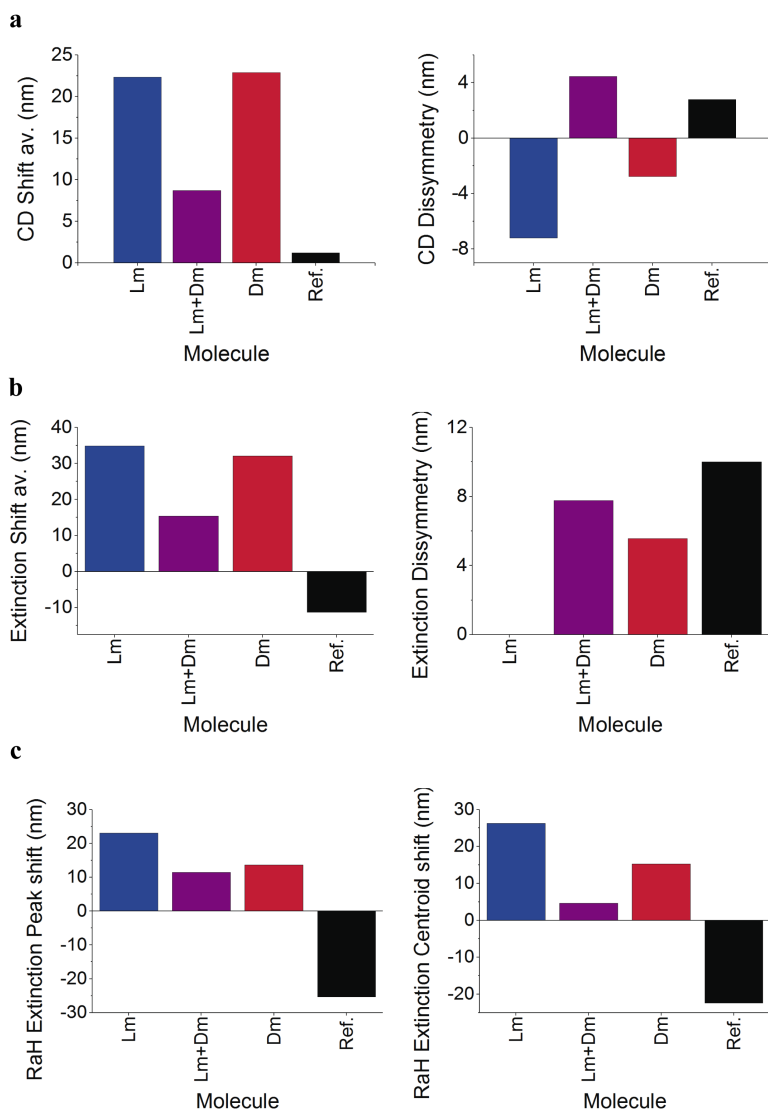 a
CD Shift av. (nm)
25
20
15
10
5
0
Lm
Lm+Dm
Dm
Ref.
Molecule
CD Dissymmetry (nm)
4
0
-4
-8
Lm
Lm+Dm
Dm
Ref.
Molecule
b
Extinction Shift av. (nm)
40
30
20
10
0
-10
Lm
Lm+Dm
Dm
Ref.
Molecule
Extinction Dissymmetry (nm)
12
8
4
0
Lm
Lm+Dm
Dm
Ref.
Molecule
c
RaH Extinction Peak shift (nm)
30
20
10
0
-10
-20
-30
Lm
Lm+Dm
Dm
Ref.
Molecule
RaH Extinction Centroid shift (nm)
30
20
10
0
-10
-20
Lm
Lm+Dm
Dm
Ref.
Molecule